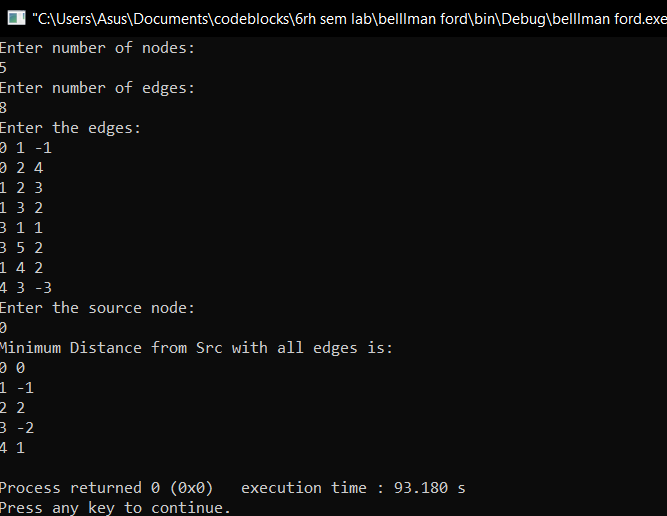 "C:\Users\Asus\Documents\codeblocks\6rh sem lab\belllman ford\bin\Debug\belllman ford.exe
Enter number of nodes:
5
Enter number of edges:
8
Enter the edges:
0 1 -1
0 2 4
1 2 3
1 3 2
3 1 1
3 5 2
1 4 2
4 3 -3
Enter the source node:
0
Minimum Distance from Src with all edges is:
0 0
1 -1
2 2
3 -2
4 1
Process returned 0 (0x0)   execution time : 93.180 s
Press any key to continue.